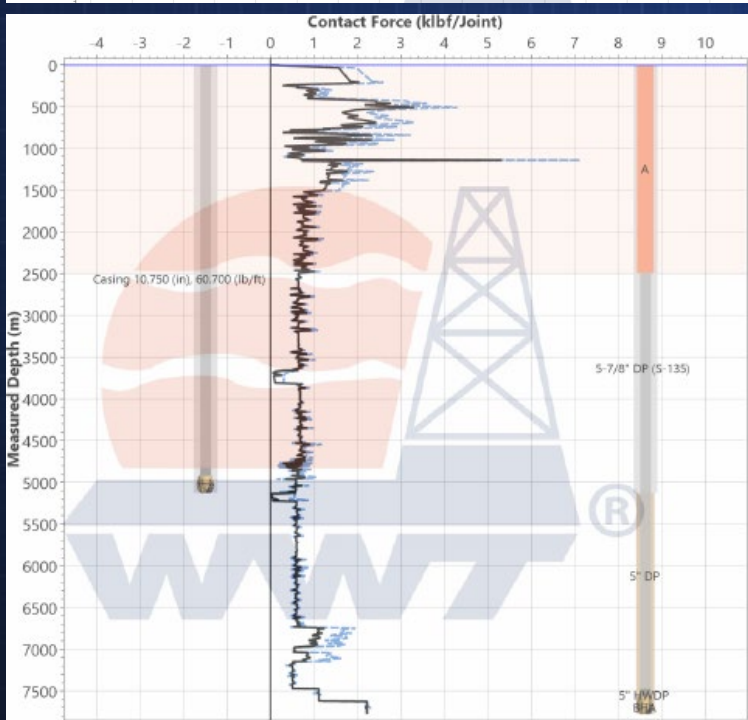 Contact Force (klbf/Joint)
-4 -3 -2 -1 0 1 2 3 4 5 6 7 8 9 10
Measured Depth (m)
0
500
1000
1500
2000
2500
3000
3500
4000
4500
5000
5500
6000
6500
7000
7500
A
Casing 10.750 (in), 60.700 (lb/ft)
5-7/8" DP (S-135)
WWT ®
5" DP
5" HWDP
BHA